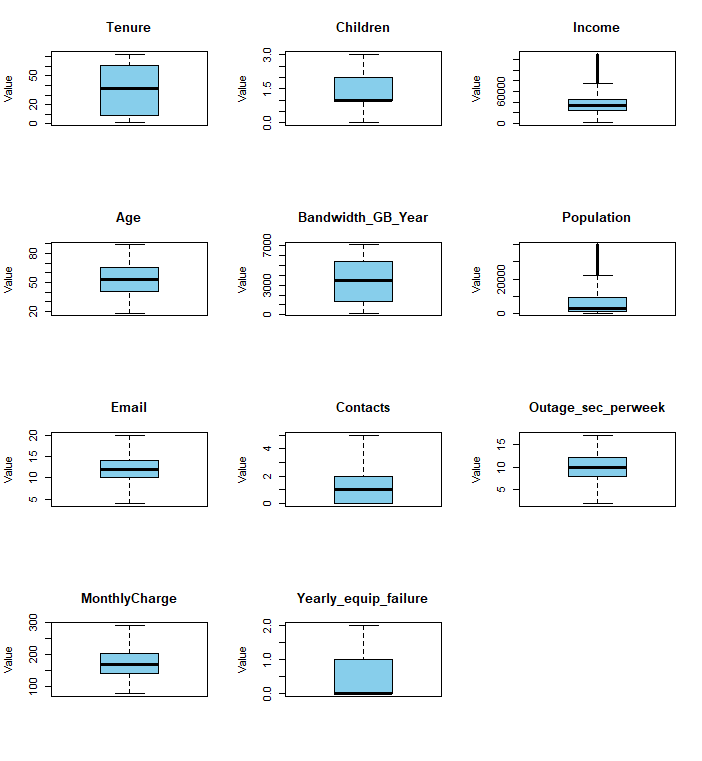 Tenure
Value
0
20
50
Children
Value
0.0
1.5
3.0
Income
Value
0
60000
Age
Value
20
50
80
Bandwidth_GB_Year
Value
0
3000
7000
Population
Value
0
20000
Email
Value
5
10
15
20
Contacts
Value
0
2
4
Outage_sec_perweek
Value
5
10
15
MonthlyCharge
Value
100
200
300
Yearly_equip_failure
Value
0.0
1.0
2.0